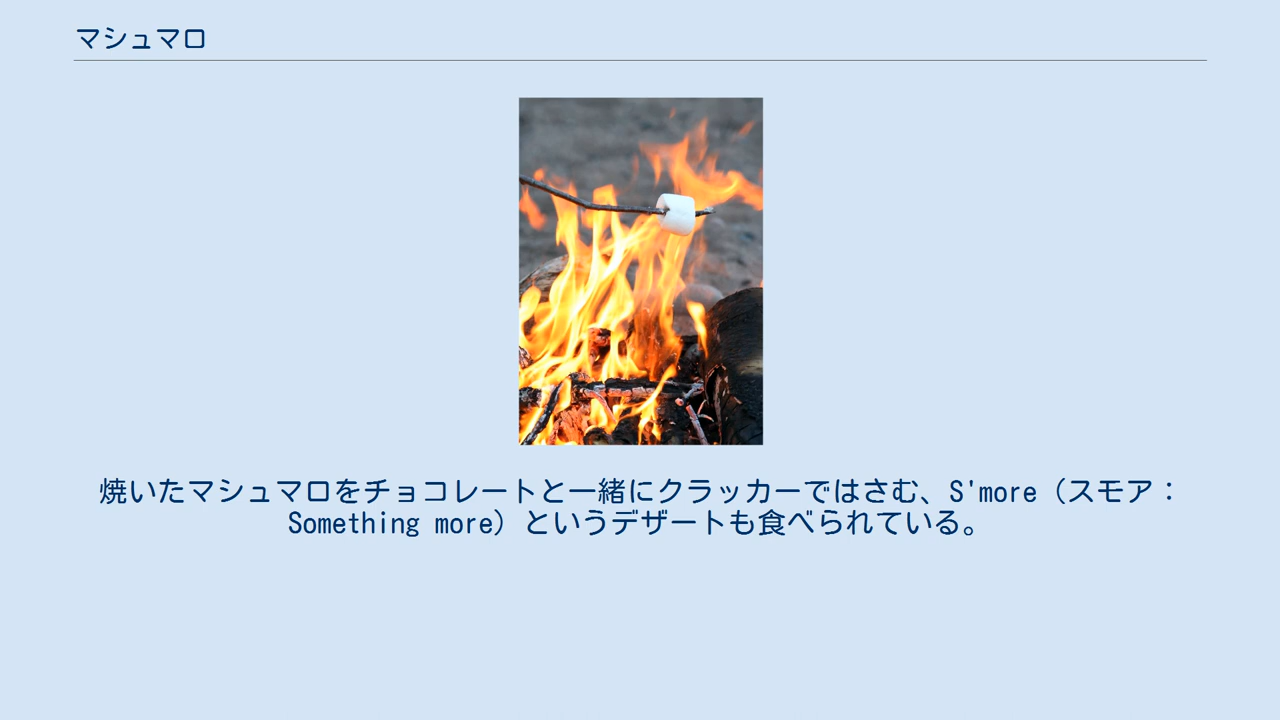 マシュマロ
焼いたマシュマロをチョコレートと一緒にクラッカーではさむ、S'more（スモア：
Something more）というデザートも食べられている。